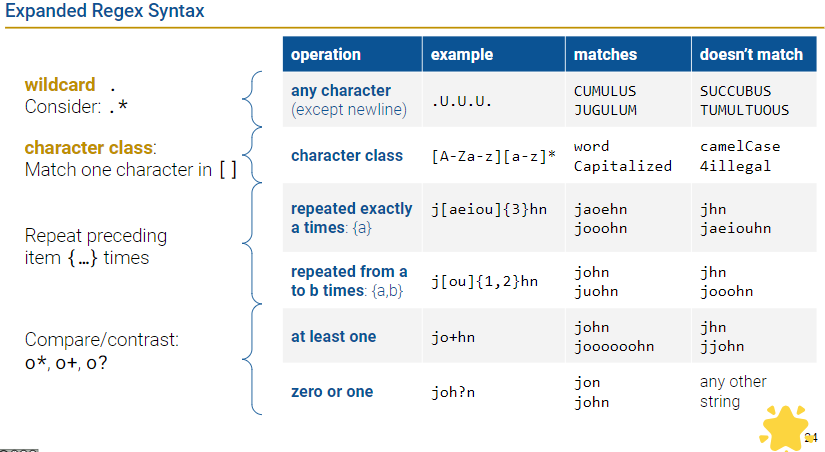 Expanded Regex Syntax
operation example matches doesn't match
wildcard .
Consider: .*
any character
(except newline)
.U.U.U.
CUMULUS
JUGULUM
SUCCUBUS
TUMULTUOUS
character class:
Match one character in [ ]
character class
[A-Za-z][a-z]*
word
Capitalized
camelCase
4illegal
Repeat preceding
item {…} times
repeated exactly
a times: {a}
j[aeiou]{3}hn
jaoehn
jooohn
jhn
jaeiouhn
repeated from a
to b times: {a,b}
j[ou]{1,2}hn
john
juohn
jhn
jooohn
Compare/contrast:
o*, o+, o?
at least one
jo+hn
john
joooooohn
jhn
jjohn
zero or one
joh?n
jon
john
any other
string
24